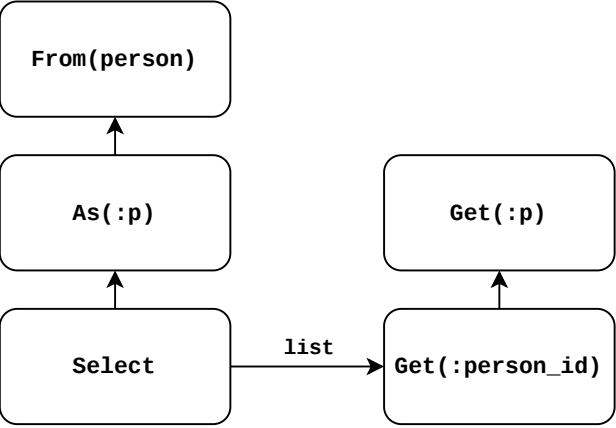 From(person)
As(:p)
Get(:p)
Select
list
Get(:person_id)